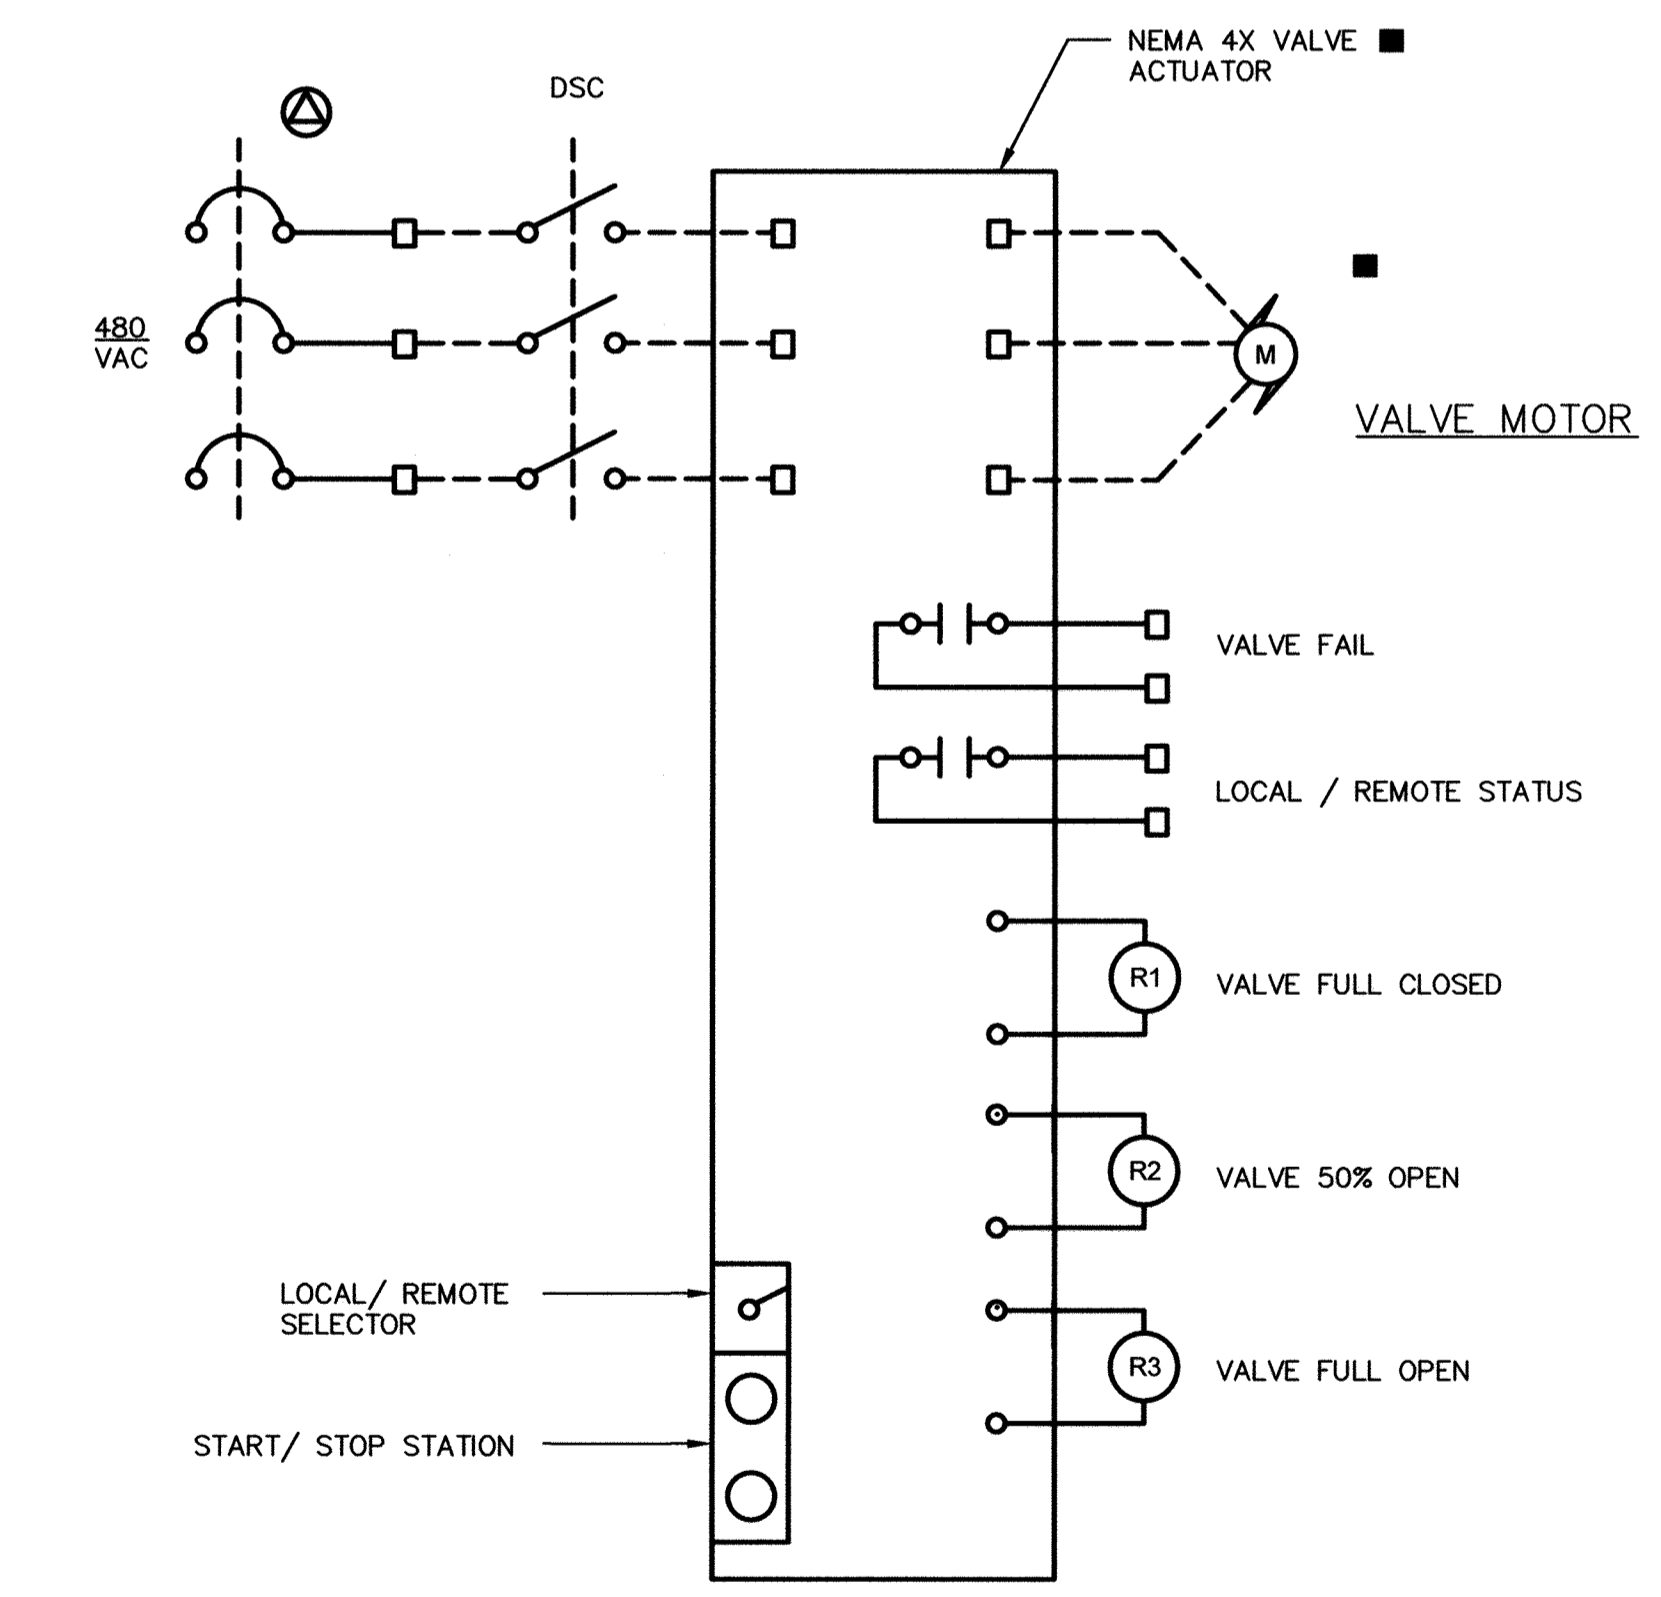 NEMA 4X VALVE
ACTUATOR
DSC
480
VAC
M
VALVE MOTOR
VALVE FAIL
LOCAL / REMOTE STATUS
R1
VALVE FULL CLOSED
R2
VALVE 50% OPEN
LOCAL/ REMOTE
SELECTOR
R3
VALVE FULL OPEN
START/ STOP STATION